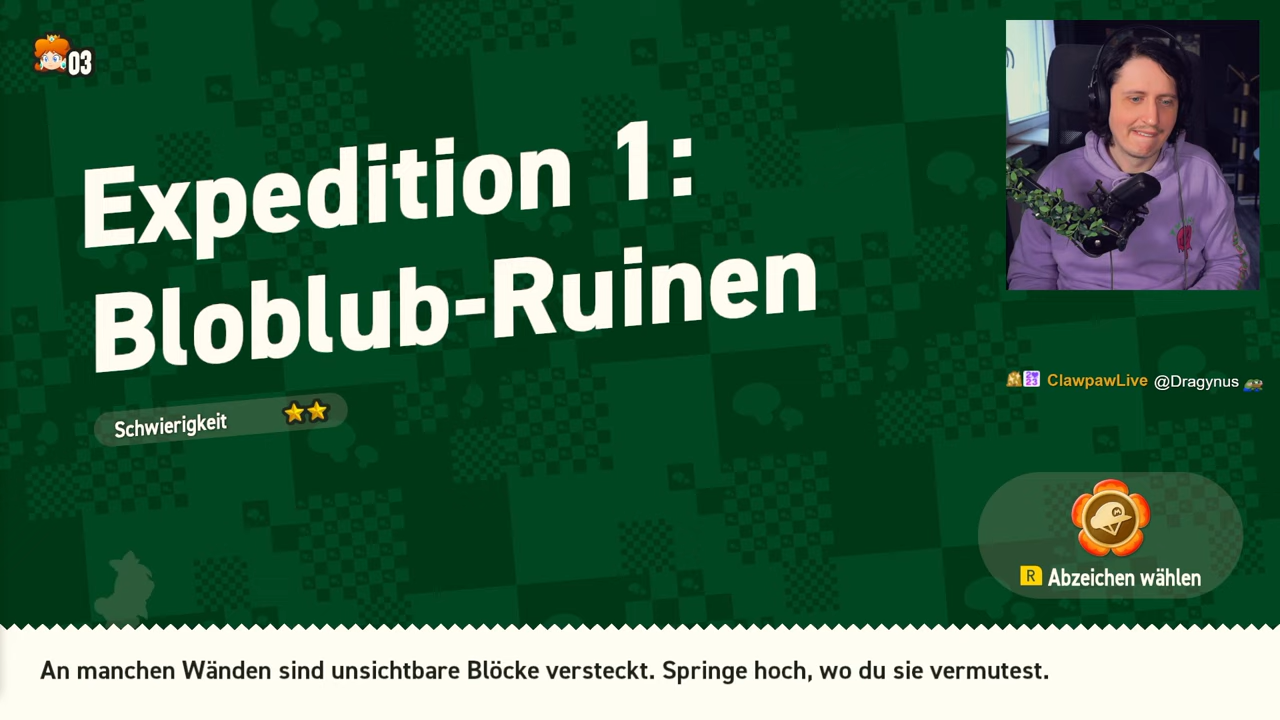 03
Expedition 1:
Bloblub-Ruinen
Schwierigkeit
ClawpawLive @Dragynus
R Abzeichen wählen
An manchen Wänden sind unsichtbare Blöcke versteckt. Springe hoch, wo du sie vermutest.